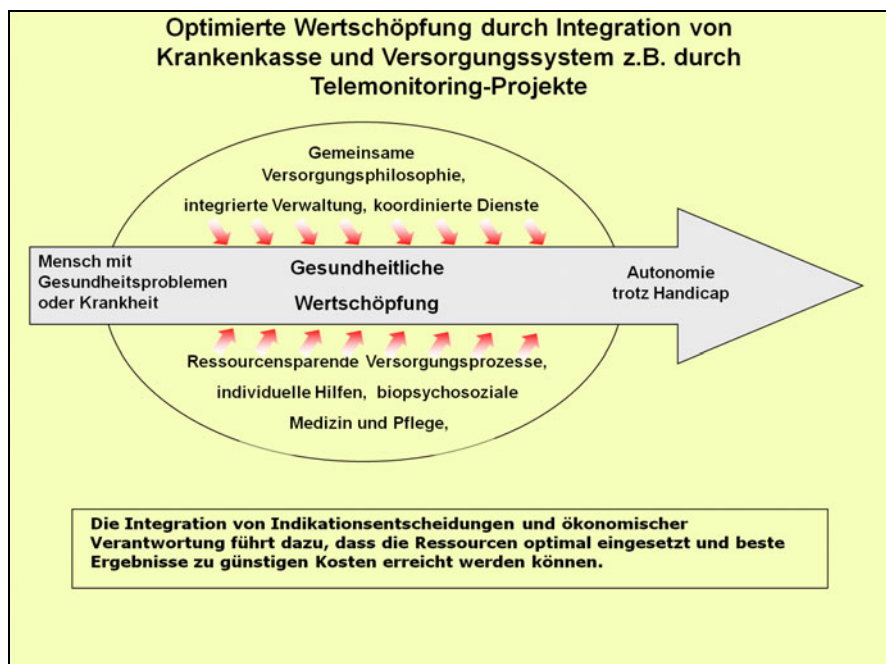 Optimierte Wertschöpfung durch Integration von
Krankenkasse und Versorgungssystem z.B. durch
Telemonitoring-Projekte
Gemeinsame
Versorgungsphilosophie,
integrierte Verwaltung, koordinierte Dienste
Mensch mit
Gesundheitsproblemen
oder Krankheit
Gesundheitliche
Wertschöpfung
Autonomie
trotz Handicap
Ressourcensparende Versorgungsprozesse,
individuelle Hilfen, biopsychosoziale
Medizin und Pflege,
Die Integration von Indikationsentscheidungen und ökonomischer
Verantwortung führt dazu, dass die Ressourcen optimal eingesetzt und beste
Ergebnisse zu günstigen Kosten erreicht werden können.